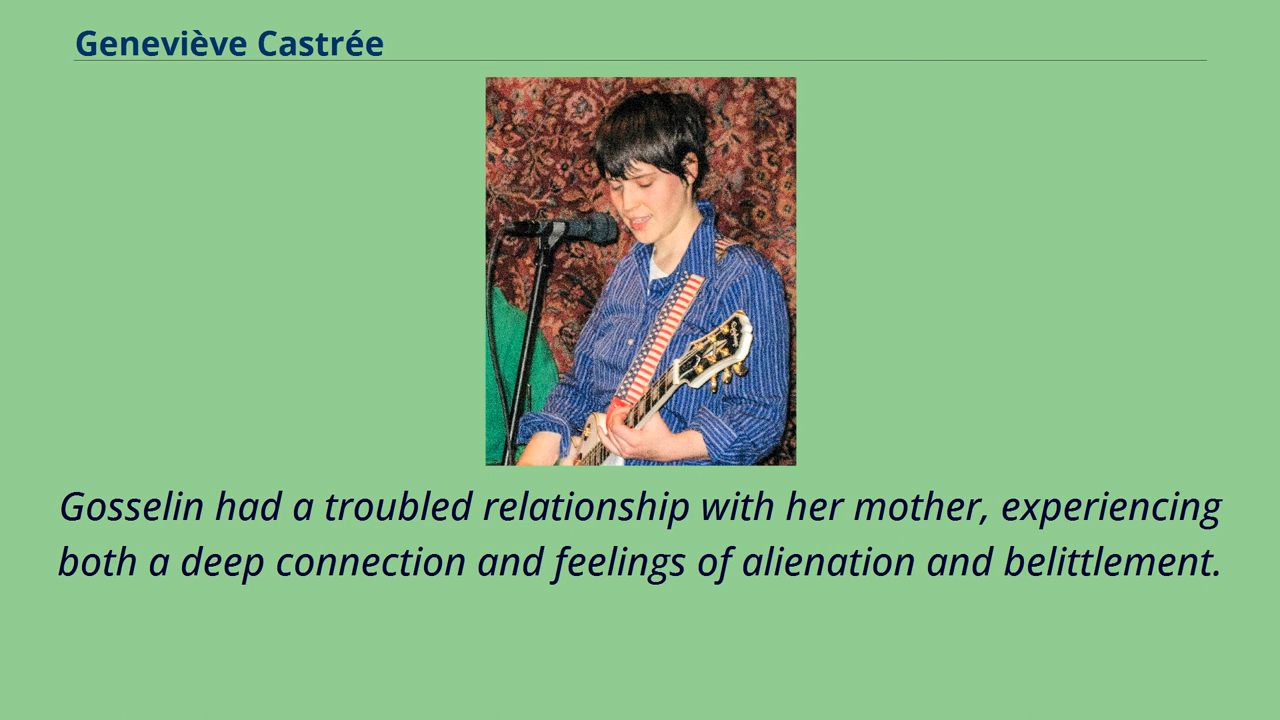 Geneviève Castrée
Gosselin had a troubled relationship with her mother, experiencing
both a deep connection and feelings of alienation and belittlement.